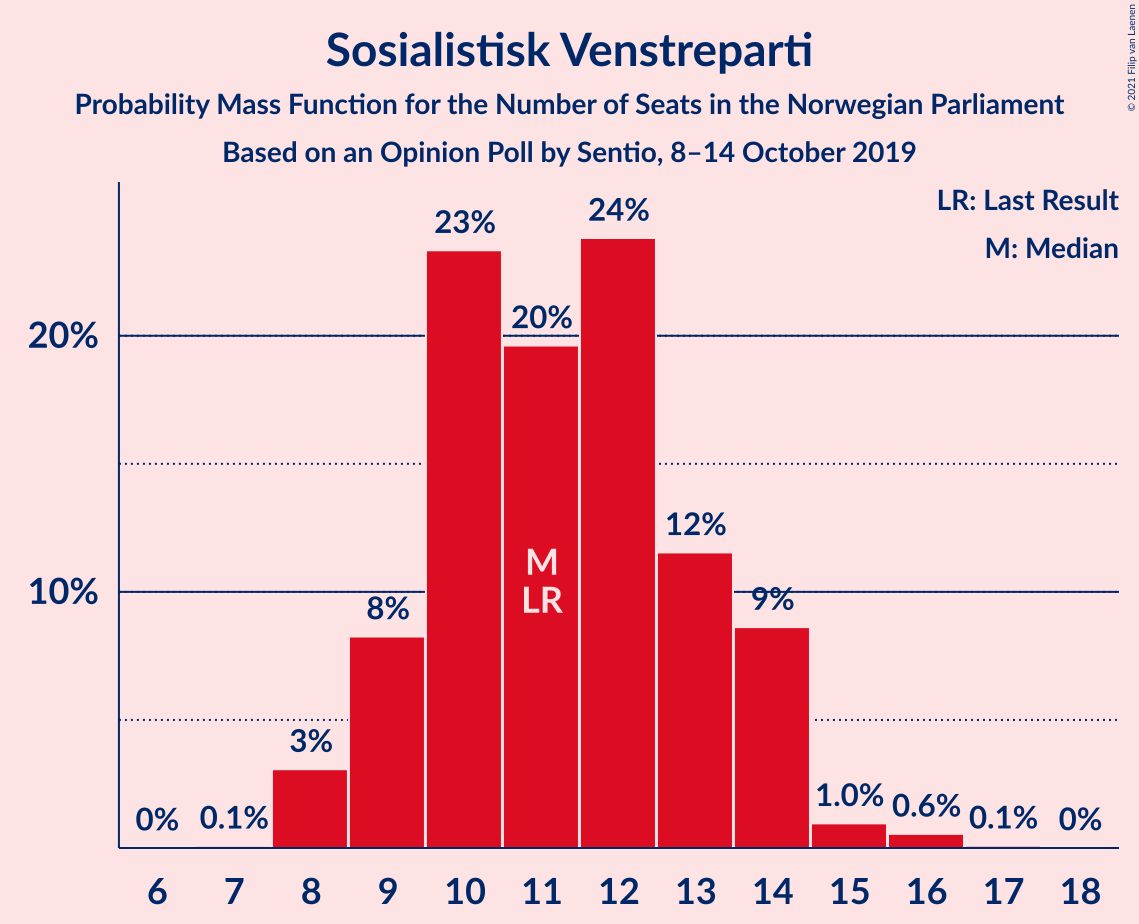 © 2021 Filip van Laenen
Sosialistisk Venstreparti
Probability Mass Function for the Number of Seats in the Norwegian Parliament
Based on an Opinion Poll by Sentio, 8–14 October 2019
LR: Last Result
M: Median
20%
10%
0%
0.1%
3%
8%
23%
20%
24%
12%
9%
1.0%
0.6%
0.1%
0%
M
LR
6 7 8 9 10 11 12 13 14 15 16 17 18